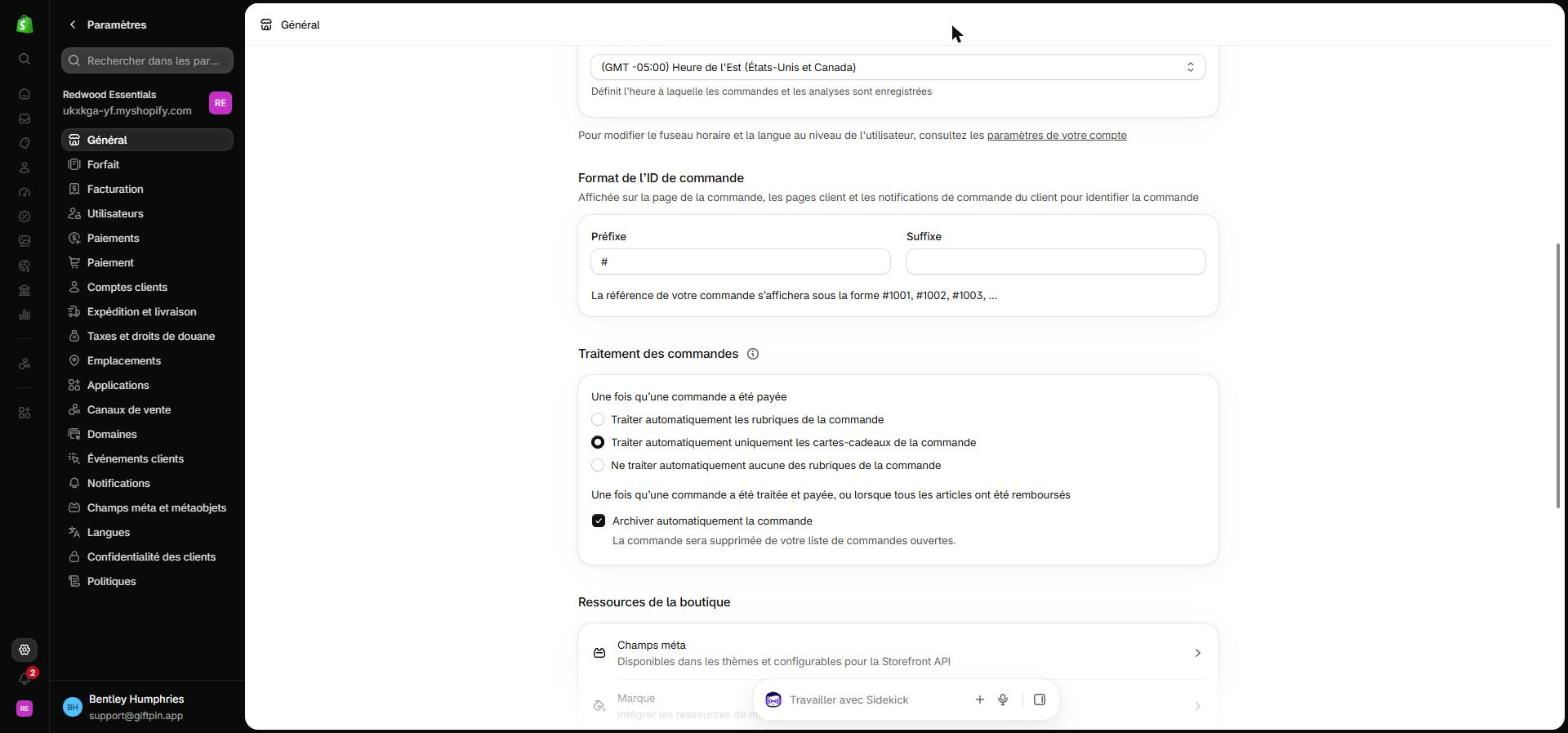 Paramètres
Rechercher dans les par...
Redwood Essentials
ukxkga-yf.myshopify.com
RE
Général
Forfait
Facturation
Utilisateurs
Paiements
Paiement
Comptes clients
Expédition et livraison
Taxes et droits de douane
Emplacements
Applications
Canaux de vente
Domaines
Événements clients
Notifications
Champs méta et métaobjets
Langues
Confidentialité des clients
Politiques
2
RE
BH
Bentley Humphries
support@giftpin.app
Général
(GMT -05:00) Heure de l'Est (États-Unis et Canada)
Définit l'heure à laquelle les commandes et les analyses sont enregistrées
Pour modifier le fuseau horaire et la langue au niveau de l'utilisateur, consultez les paramètres de votre compte
Format de l'ID de commande
Affichée sur la page de la commande, les pages client et les notifications de commande du client pour identifier la commande
Préfixe
Suffixe
#
La référence de votre commande s'affichera sous la forme #1001, #1002, #1003, ...
Traitement des commandes
Une fois qu'une commande a été payée
Traiter automatiquement les rubriques de la commande
Traiter automatiquement uniquement les cartes-cadeaux de la commande
Ne traiter automatiquement aucune des rubriques de la commande
Une fois qu'une commande a été traitée et payée, ou lorsque tous les articles ont été remboursés
Archiver automatiquement la commande
La commande sera supprimée de votre liste de commandes ouvertes.
Ressources de la boutique
Champs méta
Disponibles dans les thèmes et configurables pour la Storefront API
Marque
Intégrer les ressources de
Travailler avec Sidekick